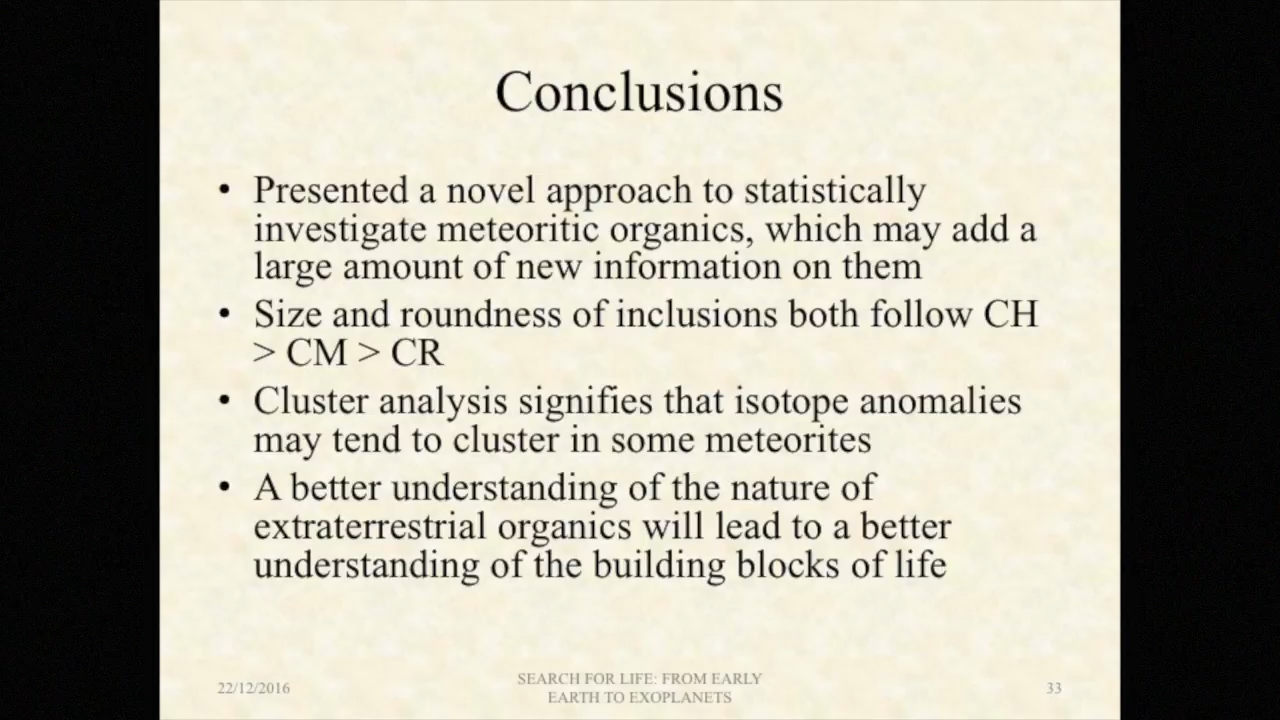 Conclusions
• Presented a novel approach to statistically
investigate meteoritic organics, which may add a
large amount of new information on them
• Size and roundness of inclusions both follow CH
> CM > CR
• Cluster analysis signifies that isotope anomalies
may tend to cluster in some meteorites
• A better understanding of the nature of
extraterrestrial organics will lead to a better
understanding of the building blocks of life
22/12/2016
SEARCH FOR LIFE: FROM EARLY
EARTH TO EXOPLANETS
33